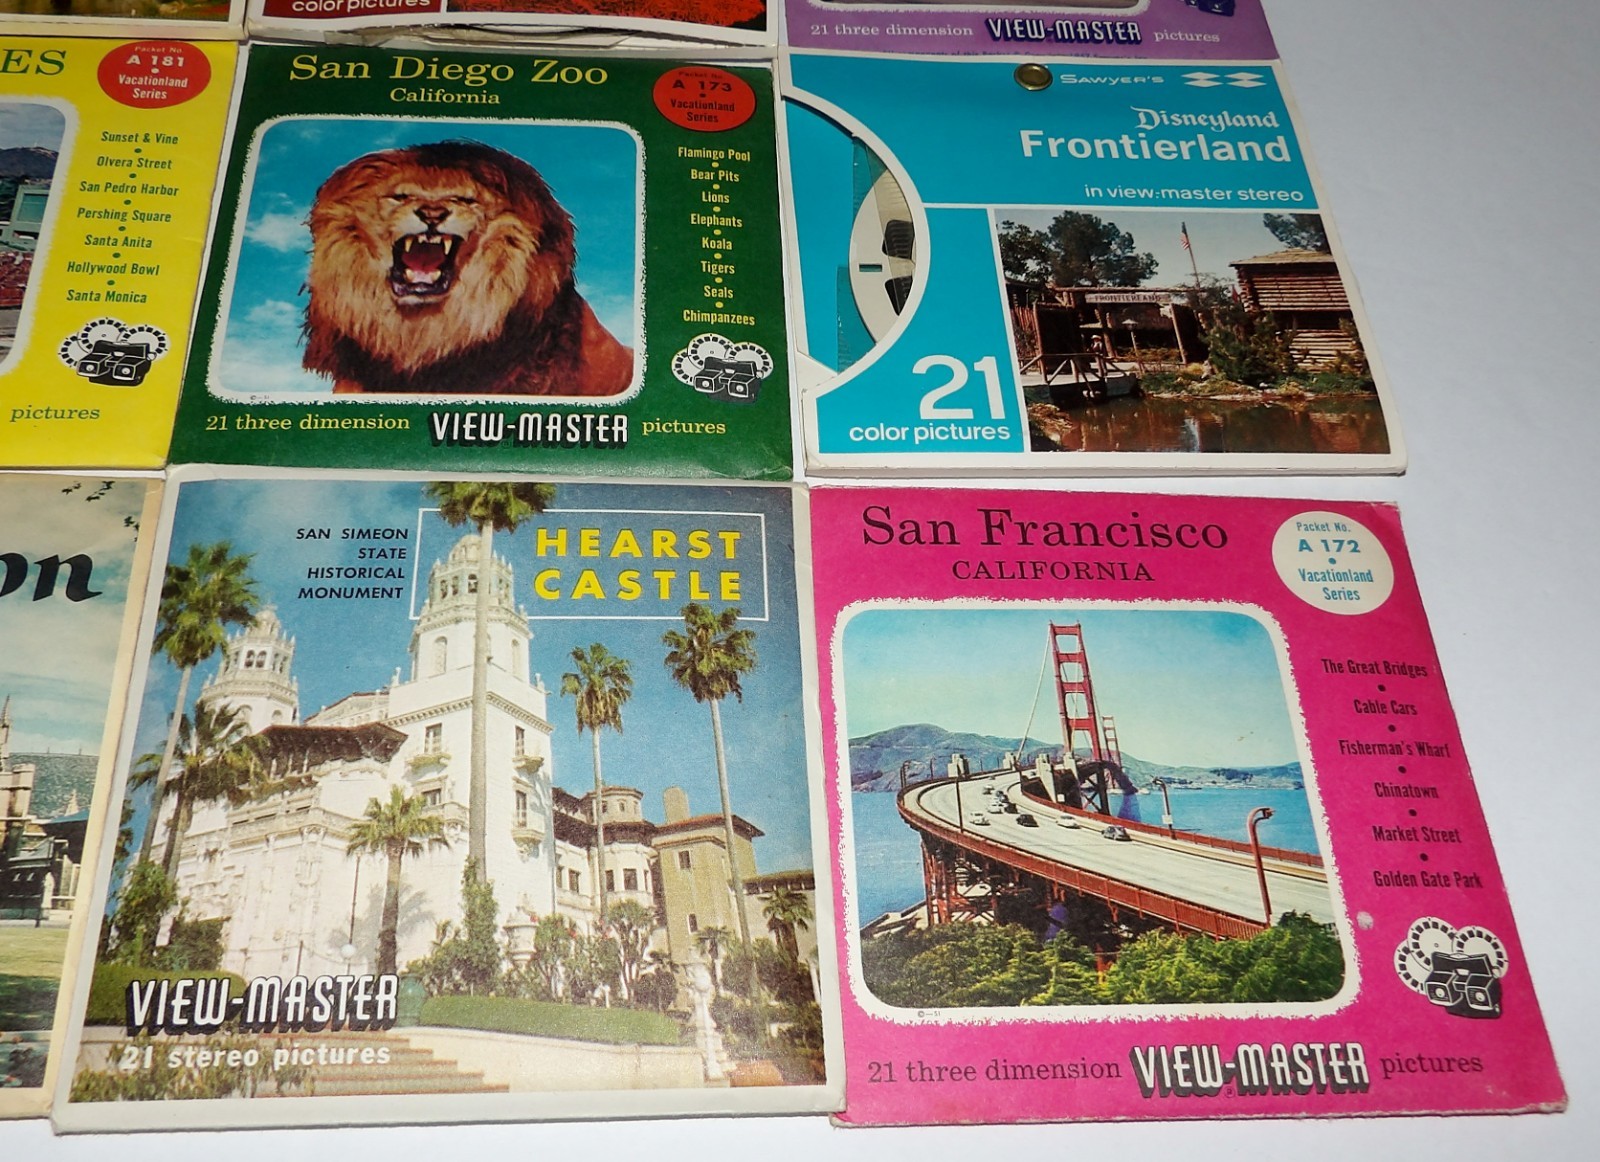 color pictures
21 three dimension VIEW-MASTER pictures
ES
Packet No.
A 181
Vacationland
Series
Sunset & Vine
Olvera Street
San Pedro Harbor
Pershing Square
Santa Anita
Hollywood Bowl
Santa Monica
pictures
San Diego Zoo
California
Packet No.
A 173
Vacationland
Series
Flamingo Pool
Bear Pits
Lions
Elephants
Koala
Tigers
Seals
Chimpanzees
21 three dimension VIEW-MASTER pictures
SAWYER'S
Disneyland
Frontierland
in view-master stereo
FRONTIERLAND
21
color pictures
on
SAN SIMEON
STATE
HISTORICAL
MONUMENT
HEARST
CASTLE
VIEW-MASTER
21 stereo pictures
San Francisco
CALIFORNIA
Packet No.
A 172
Vacationland
Series
The Great Bridges
Cable Cars
Fisherman's Wharf
Chinatown
Market Street
Golden Gate Park
21 three dimension VIEW-MASTER pictures